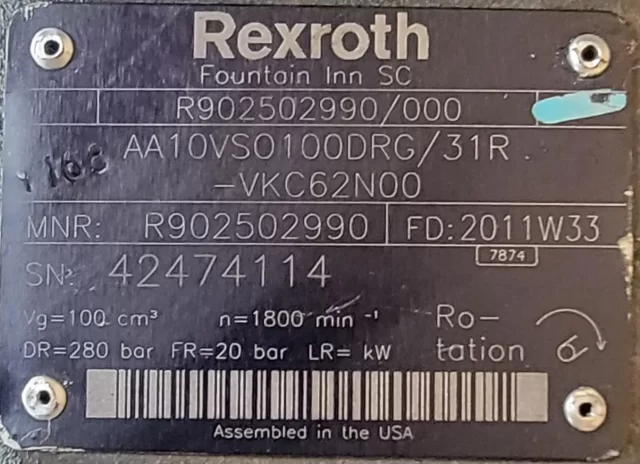 Rexroth
Fountain Inn SC
R902502990/000
AA10VSO100DRG/31R
-VKC62N00
MNR: R902502990 FD:2011W33
7874
SN: 42474114
Vg=100 cm³ n=1800 min⁻¹
DR=280 bar FR=20 bar LR= kW
Ro-
tation
Assembled in the USA